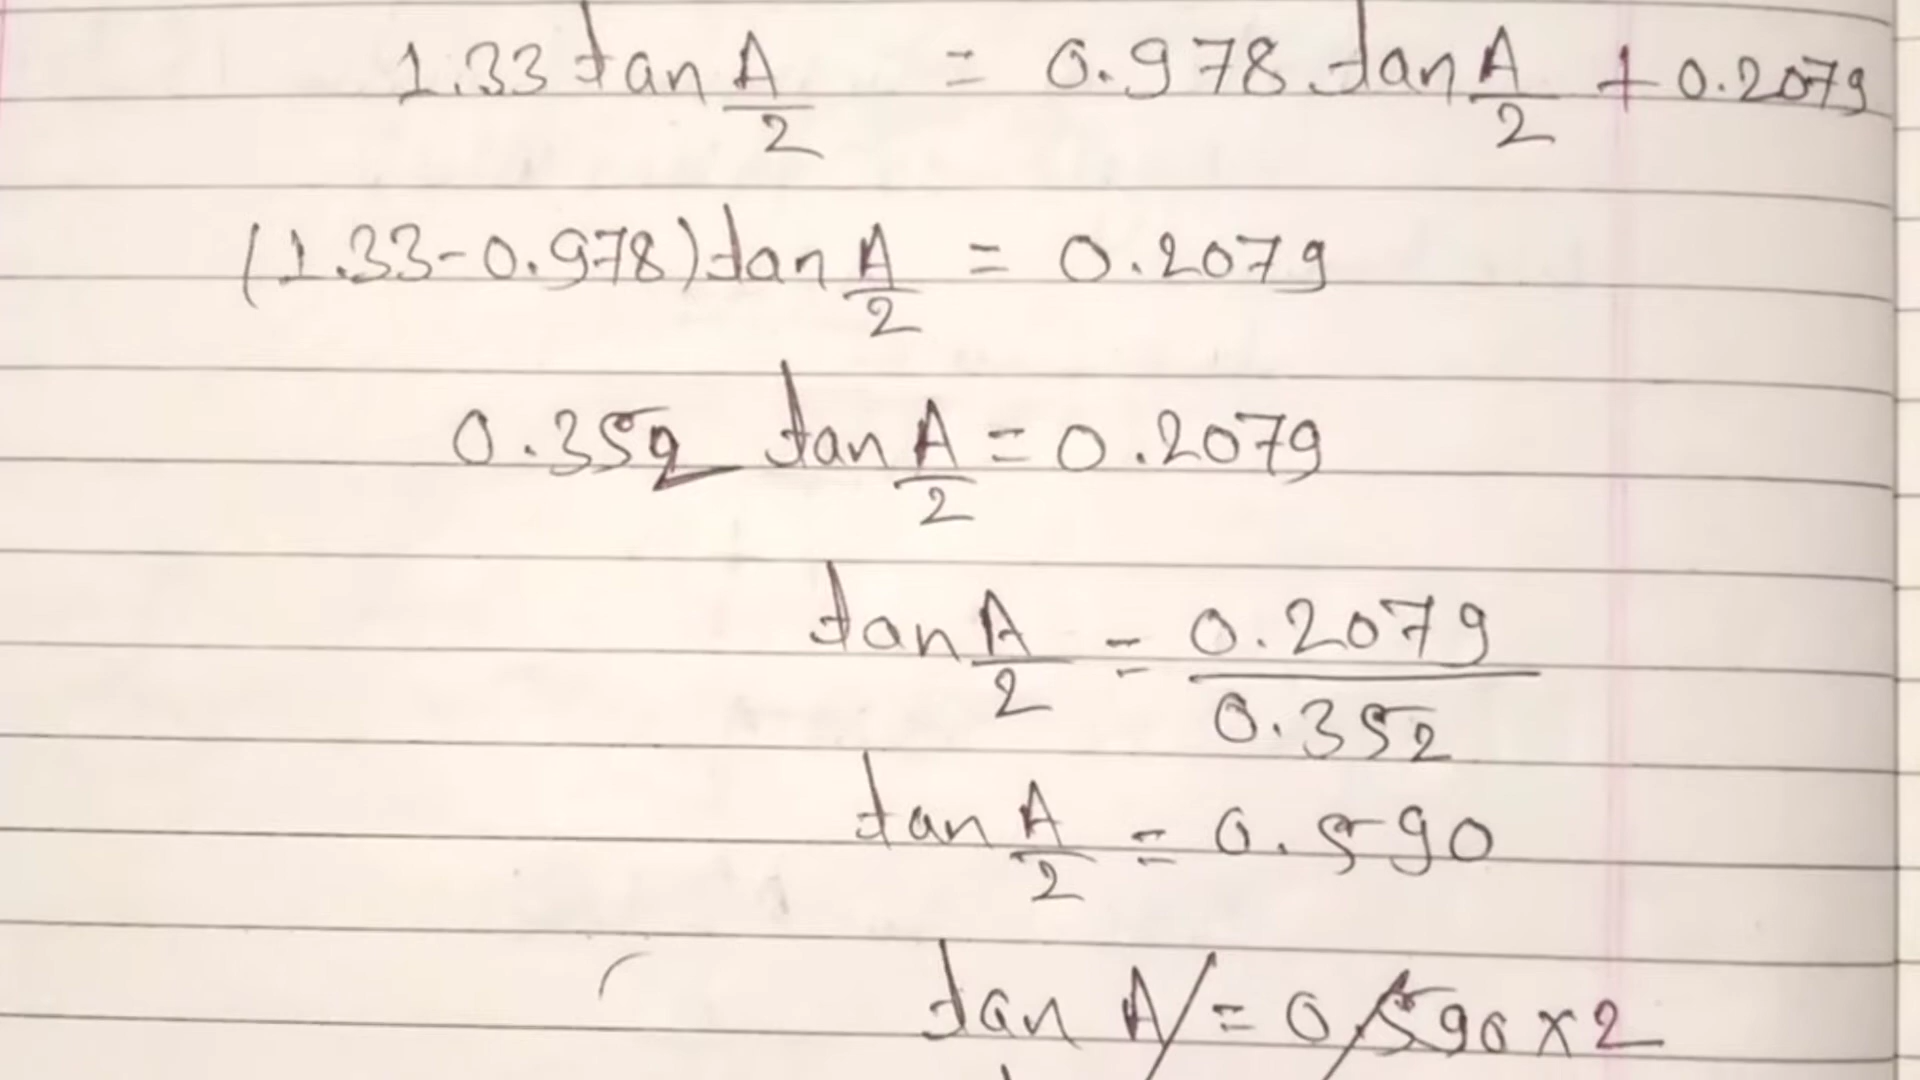 1.33 tan A/2 = 0.978 tan A/2 + 0.2079
(1.33-0.978) tan A/2 = 0.2079
0.352 tan A/2 = 0.2079
tan A/2 = 0.2079/0.352
tan A/2 = 0.590
tan A = 0.590 × 2